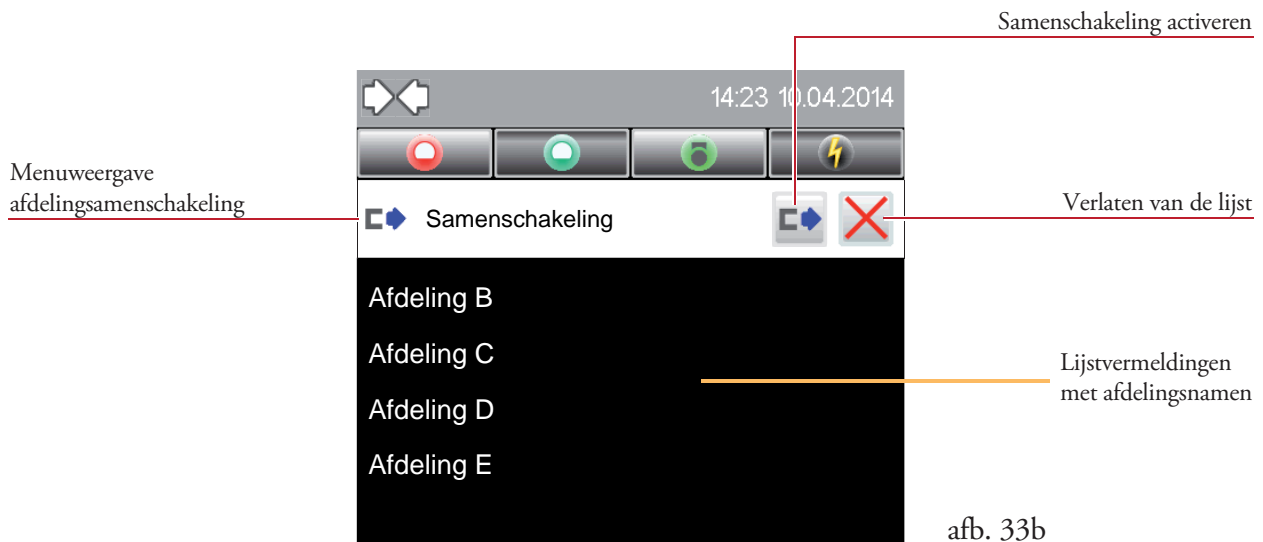 Samenschakeling activeren
14:23 10.04.2014
Menuweergave
afdelingsamenschakeling
Samenschakeling
Verlaten van de lijst
Afdeling B
Afdeling C
Afdeling D
Afdeling E
Lijstvermeldingen
met afdelingsnamen
afb. 33b